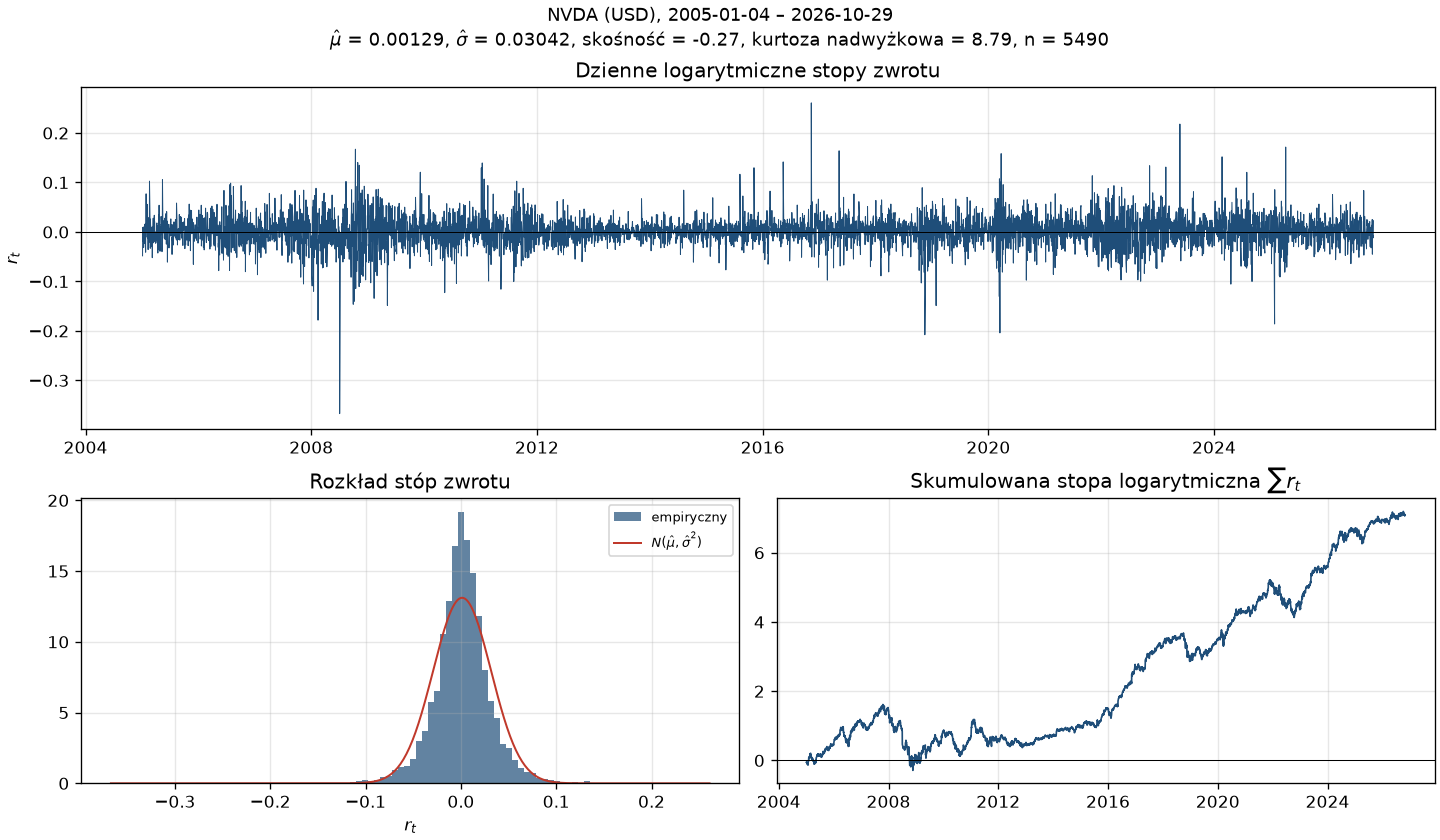 NVDA (USD), 2005-01-04 – 2026-10-29
μ̂ = 0.00129, σ̂ = 0.03042, skośność = -0.27, kurtoza nadwyżkowa = 8.79, n = 5490
Dzienne logarytmiczne stopy zwrotu
0.2
0.1
0.0
−0.1
−0.2
−0.3
r_t
2004 2008 2012 2016 2020 2024
Rozkład stóp zwrotu
20
15
10
5
0
empiryczny
N(μ̂, σ̂²)
−0.3 −0.2 −0.1 0.0 0.1 0.2
r_t
Skumulowana stopa logarytmiczna ∑r_t
6
4
2
0
2004 2008 2012 2016 2020 2024